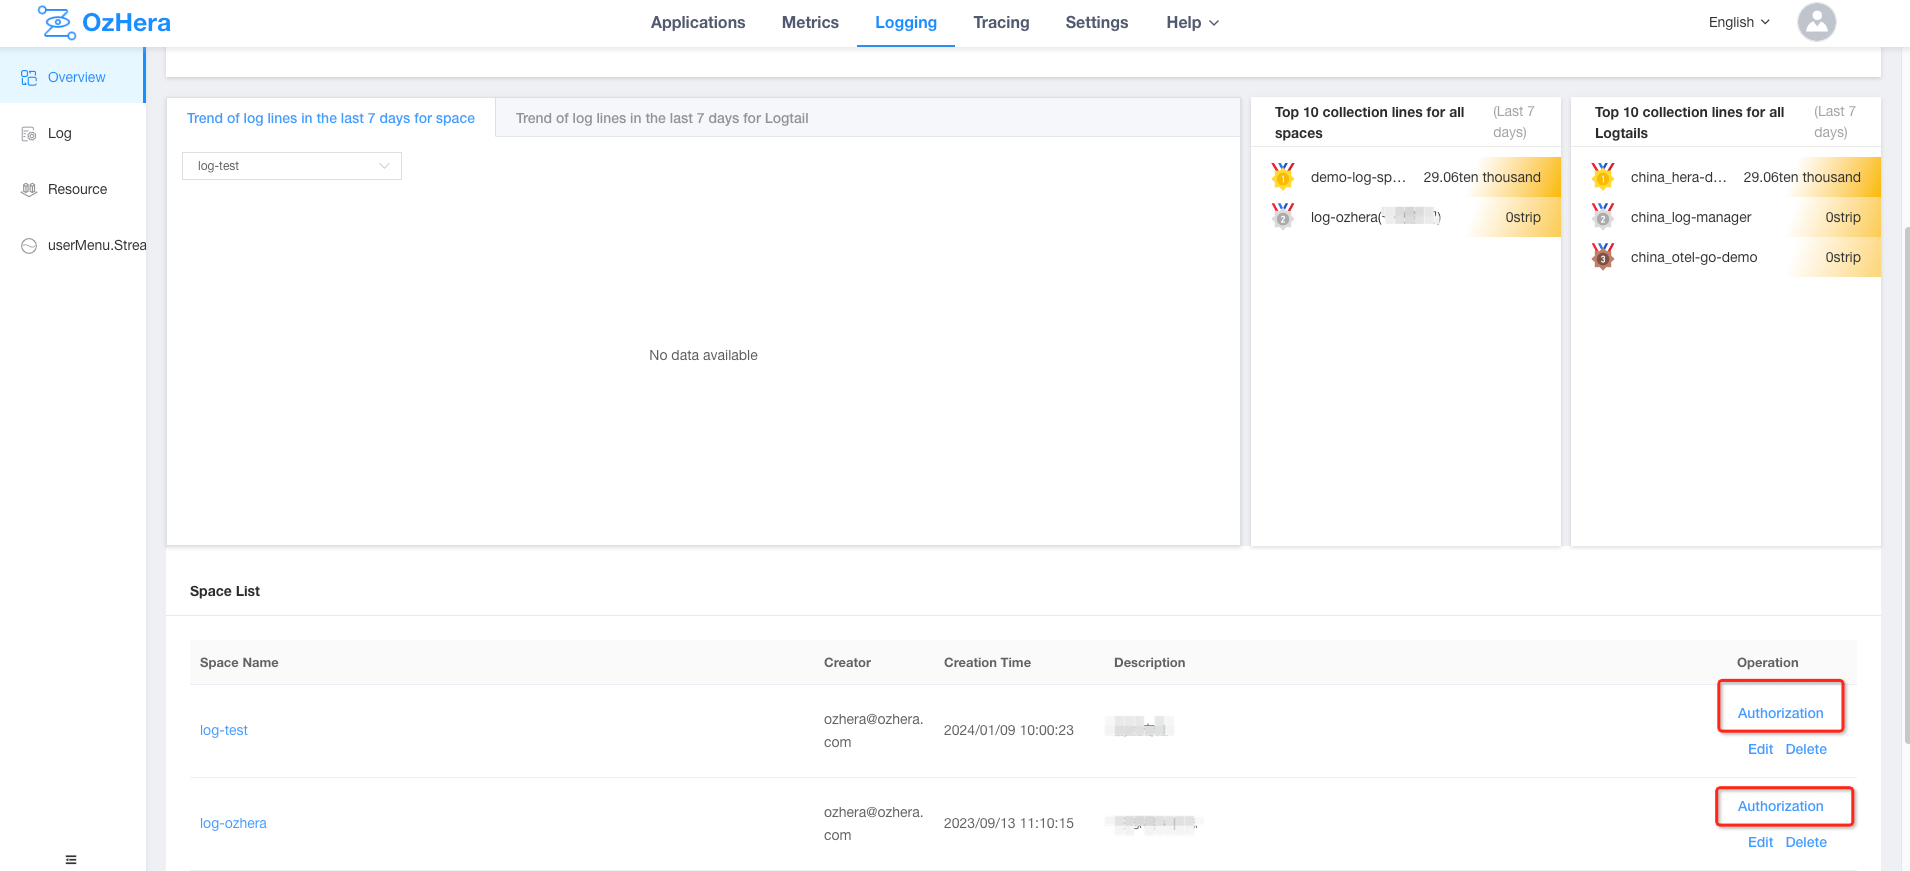 OzHera
Applications Metrics Logging Tracing Settings Help
English
Overview
Log
Resource
userMenu.Strea
Trend of log lines in the last 7 days for space
Trend of log lines in the last 7 days for Logtail
log-test
No data available
Top 10 collection lines for all spaces
(Last 7 days)
1 demo-log-sp... 29.06ten thousand
2 log-ozhera( ) 0strip
Top 10 collection lines for all Logtails
(Last 7 days)
1 china_hera-d... 29.06ten thousand
2 china_log-manager 0strip
3 china_otel-go-demo 0strip
Space List
Space Name Creator Creation Time Description Operation
log-test ozhera@ozhera.com 2024/01/09 10:00:23 Authorization
Edit Delete
log-ozhera ozhera@ozhera.com 2023/09/13 11:10:15 Authorization
Edit Delete